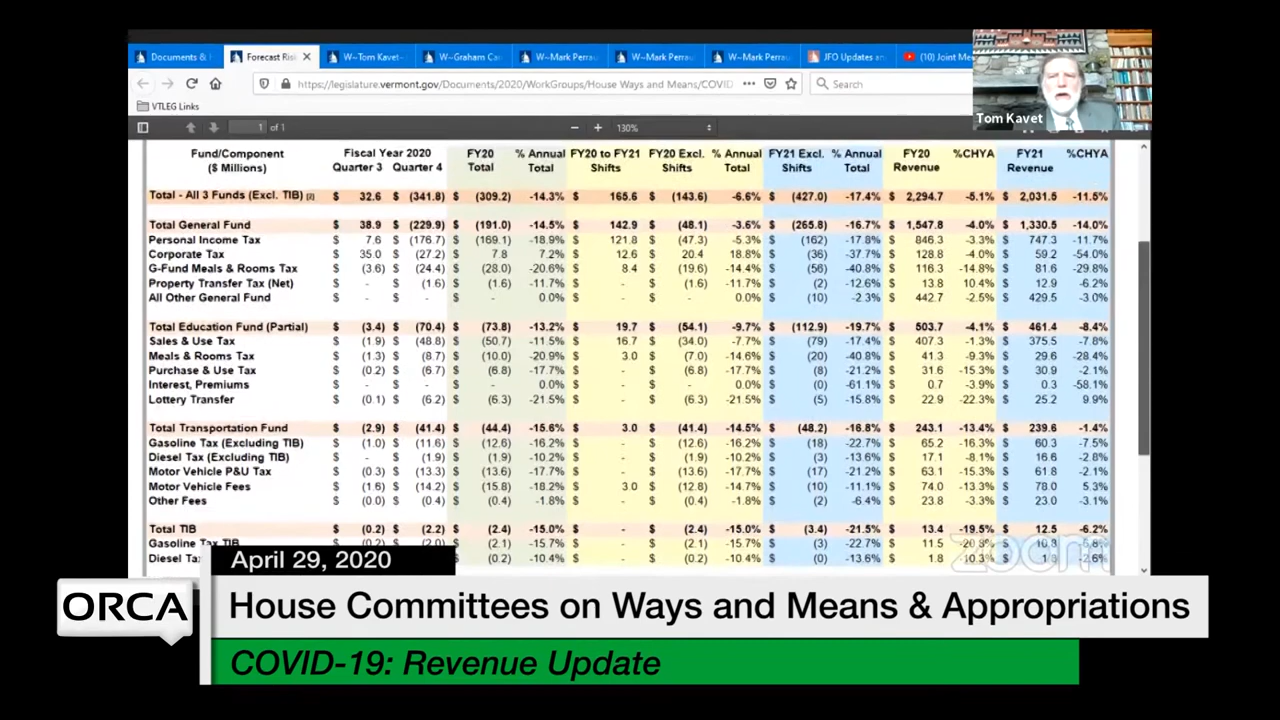 Documents &
Forecast Ris
W~Tom Kavet-
W~Graham Ca
W~Mark Perrau
W~Mark Perrau
W~Mark Perrau
JFO Updates an
(10) Joint Me
https://legislature.vermont.gov/Documents/2020/WorkGroups/House Ways and Means/COVID
Search
VTLEG Links
Tom Kavet
1 of 1
130%
Fund/Component Fiscal Year 2020 FY20 % Annual FY20 to FY21 FY20 Excl. % Annual FY21 Excl. % Annual FY20 %CHYA FY21 %CHYA
($ Millions) Quarter 3 Quarter 4 Total Total Shifts Shifts Total Shifts Total Revenue Revenue
Total - All 3 Funds (Excl. TIB) [2] $ 32.6 $ (341.8) $ (309.2) -14.3% $ 165.6 $ (143.6) -6.6% $ (427.0) -17.4% $ 2,294.7 -5.1% $ 2,031.5 -11.5%
Total General Fund $ 38.9 $ (229.9) $ (191.0) -14.5% $ 142.9 $ (48.1) -3.6% $ (265.8) -16.7% $ 1,547.8 -4.0% $ 1,330.5 -14.0%
Personal Income Tax $ 7.6 $ (176.7) $ (169.1) -18.9% $ 121.8 $ (47.3) -5.3% $ (162) -17.8% $ 846.3 -3.3% $ 747.3 -11.7%
Corporate Tax $ 35.0 $ (27.2) $ 7.8 7.2% $ 12.6 $ 20.4 18.8% $ (36) -37.7% $ 128.8 -4.0% $ 59.2 -54.0%
G-Fund Meals & Rooms Tax $ (3.6) $ (24.4) $ (28.0) -20.6% $ 8.4 $ (19.6) -14.4% $ (56) -40.8% $ 116.3 -14.8% $ 81.6 -29.8%
Property Transfer Tax (Net) $ - $ (1.6) $ (1.6) -11.7% $ - $ (1.6) -11.7% $ (2) -12.6% $ 13.8 10.4% $ 12.9 -6.2%
All Other General Fund $ - $ - $ - 0.0% $ - $ - 0.0% $ (10) -2.3% $ 442.7 -2.5% $ 429.5 -3.0%
Total Education Fund (Partial) $ (3.4) $ (70.4) $ (73.8) -13.2% $ 19.7 $ (54.1) -9.7% $ (112.9) -19.7% $ 503.7 -4.1% $ 461.4 -8.4%
Sales & Use Tax $ (1.9) $ (48.8) $ (50.7) -11.5% $ 16.7 $ (34.0) -7.7% $ (79) -17.4% $ 407.3 -1.3% $ 375.5 -7.8%
Meals & Rooms Tax $ (1.3) $ (8.7) $ (10.0) -20.9% $ 3.0 $ (7.0) -14.6% $ (20) -40.8% $ 41.3 -9.3% $ 29.6 -28.4%
Purchase & Use Tax $ (0.2) $ (6.7) $ (6.8) -17.7% $ - $ (6.8) -17.7% $ (8) -21.2% $ 31.6 -15.3% $ 30.9 -2.1%
Interest, Premiums $ - $ - $ - 0.0% $ - $ - 0.0% $ (0) -61.1% $ 0.7 -3.9% $ 0.3 -58.1%
Lottery Transfer $ (0.1) $ (6.2) $ (6.3) -21.5% $ - $ (6.3) -21.5% $ (5) -15.8% $ 22.9 -22.3% $ 25.2 9.9%
Total Transportation Fund $ (2.9) $ (41.4) $ (44.4) -15.6% $ 3.0 $ (41.4) -14.5% $ (48.2) -16.8% $ 243.1 -13.4% $ 239.6 -1.4%
Gasoline Tax (Excluding TIB) $ (1.0) $ (11.6) $ (12.6) -16.2% $ - $ (12.6) -16.2% $ (18) -22.7% $ 65.2 -16.3% $ 60.3 -7.5%
Diesel Tax (Excluding TIB) $ - $ (1.9) $ (1.9) -10.2% $ - $ (1.9) -10.2% $ (3) -13.6% $ 17.1 -8.1% $ 16.6 -2.8%
Motor Vehicle P&U Tax $ (0.3) $ (13.3) $ (13.6) -17.7% $ - $ (13.6) -17.7% $ (17) -21.2% $ 63.1 -15.3% $ 61.8 -2.1%
Motor Vehicle Fees $ (1.6) $ (14.2) $ (15.8) -18.2% $ 3.0 $ (12.8) -14.7% $ (10) -11.1% $ 74.0 -13.3% $ 78.0 5.3%
Other Fees $ (0.0) $ (0.4) $ (0.4) -1.8% $ - $ (0.4) -1.8% $ (2) -6.4% $ 23.8 -3.3% $ 23.0 -3.1%
Total TIB $ (0.2) $ (2.2) $ (2.4) -15.0% $ - $ (2.4) -15.0% $ (3.4) -21.5% $ 13.4 -19.5% $ 12.5 -6.2%
Gasoline Tax TIB $ (0.2) $ (2.0) $ (2.1) -15.7% $ - $ (2.1) -15.7% $ (3) -22.7% $ 11.5 -20.8% $ 10.8
Diesel Ta $ (0.2) -10.4% $ - $ (0.2) -10.4% $ (0) -13.6% $ 1.8 -10.3%
zoom
April 29, 2020
ORCA
House Committees on Ways and Means & Appropriations
COVID-19: Revenue Update